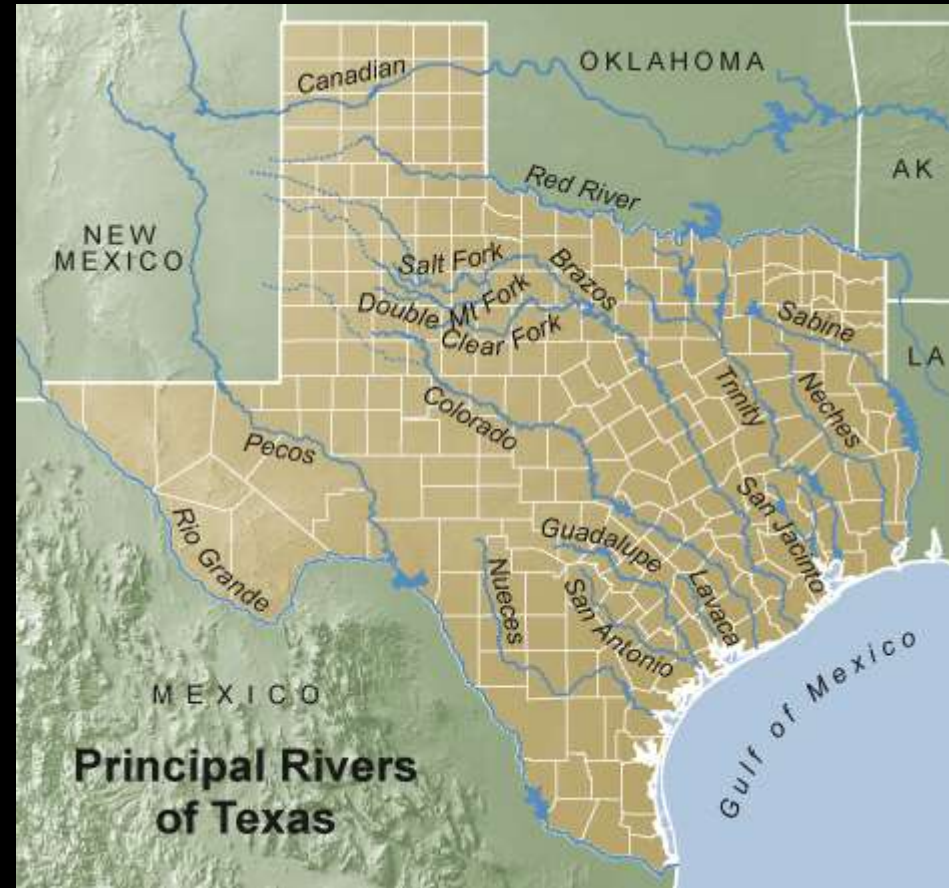 Canadian
OKLAHOMA
AK
Red River
NEW
MEXICO
Salt Fork
Brazos
Double Mt Fork
Clear Fork
Sabine
LA
Trinity
Neches
Colorado
Pecos
San Jacinto
Rio Grande
Guadalupe
Nueces
Lavaca
San Antonio
MEXICO
Gulf of Mexico
Principal Rivers
of Texas